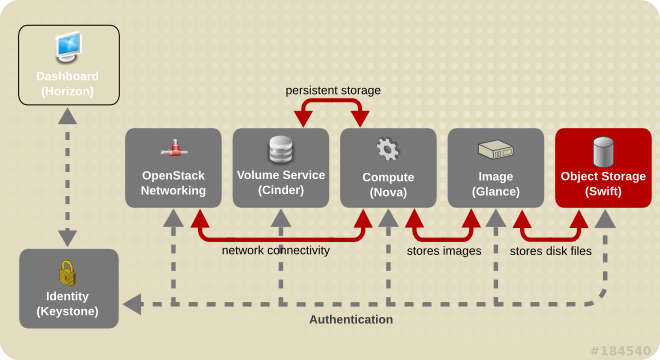 Dashboard
(Horizon)
persistent storage
OpenStack
Networking
Volume Service
(Cinder)
Compute
(Nova)
Image
(Glance)
Object Storage
(Swift)
network connectivity
stores images
stores disk files
Identity
(Keystone)
Authentication
#184540